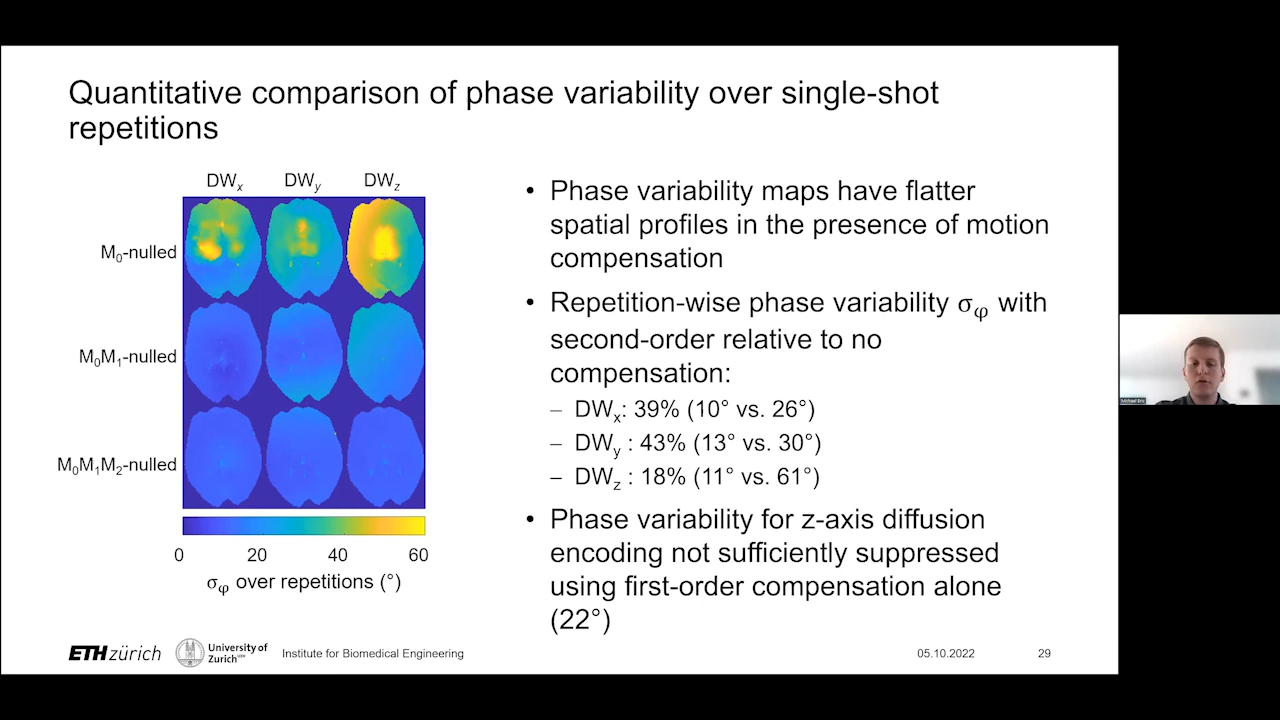 Quantitative comparison of phase variability over single-shot
repetitions
DWx DWy DWz
M0-nulled
M0M1-nulled
M0M1M2-nulled
0 20 40 60
σφ over repetitions (°)
• Phase variability maps have flatter
spatial profiles in the presence of motion
compensation
• Repetition-wise phase variability σφ with
second-order relative to no
compensation:
– DWx: 39% (10° vs. 26°)
– DWy : 43% (13° vs. 30°)
– DWz : 18% (11° vs. 61°)
• Phase variability for z-axis diffusion
encoding not sufficiently suppressed
using first-order compensation alone
(22°)
ETH zürich
University of
Zurich UZH
Institute for Biomedical Engineering
05.10.2022
29